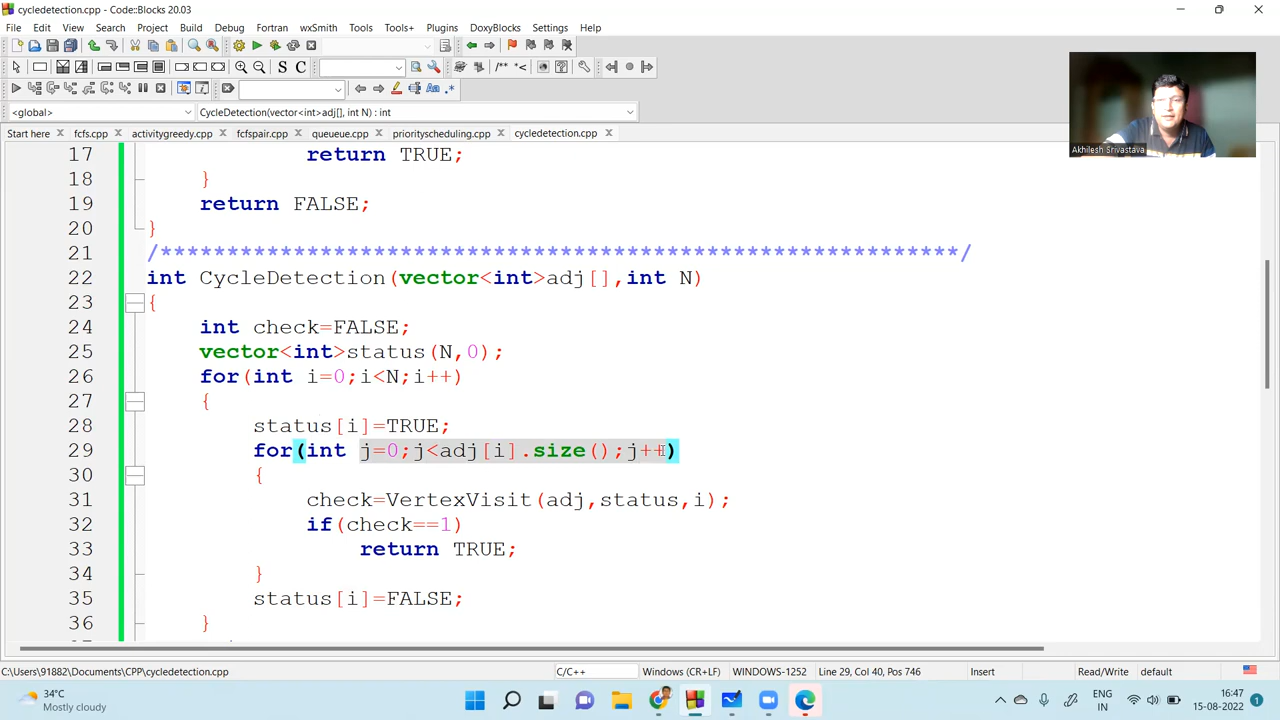 cycledetection.cpp - Code::Blocks 20.03
File Edit View Search Project Build Debug Fortran wxSmith Tools Tools+ Plugins DoxyBlocks Settings Help
S C /** *<
Aa .*
<global> CycleDetection(vector<int>adj[], int N) : int
Start here fcfs.cpp activitygreedy.cpp fcfspair.cpp queueue.cpp priorityscheduling.cpp cycledetection.cpp
Akhilesh Srivastava
17 return TRUE;
18 }
19 return FALSE;
20 }
21 /************************************************************/
22 int CycleDetection(vector<int>adj[],int N)
23 {
24 int check=FALSE;
25 vector<int>status(N,0);
26 for(int i=0;i<N;i++)
27 {
28 status[i]=TRUE;
29 for(int j=0;j<adj[i].size();j++)
30 {
31 check=VertexVisit(adj,status,i);
32 if(check==1)
33 return TRUE;
34 }
35 status[i]=FALSE;
36 }
C:\Users\91882\Documents\CPP\cycledetection.cpp C/C++ Windows (CR+LF) WINDOWS-1252 Line 29, Col 40, Pos 746 Insert Read/Write default
34°C
Mostly cloudy
ENG
IN
16:47
15-08-2022
1